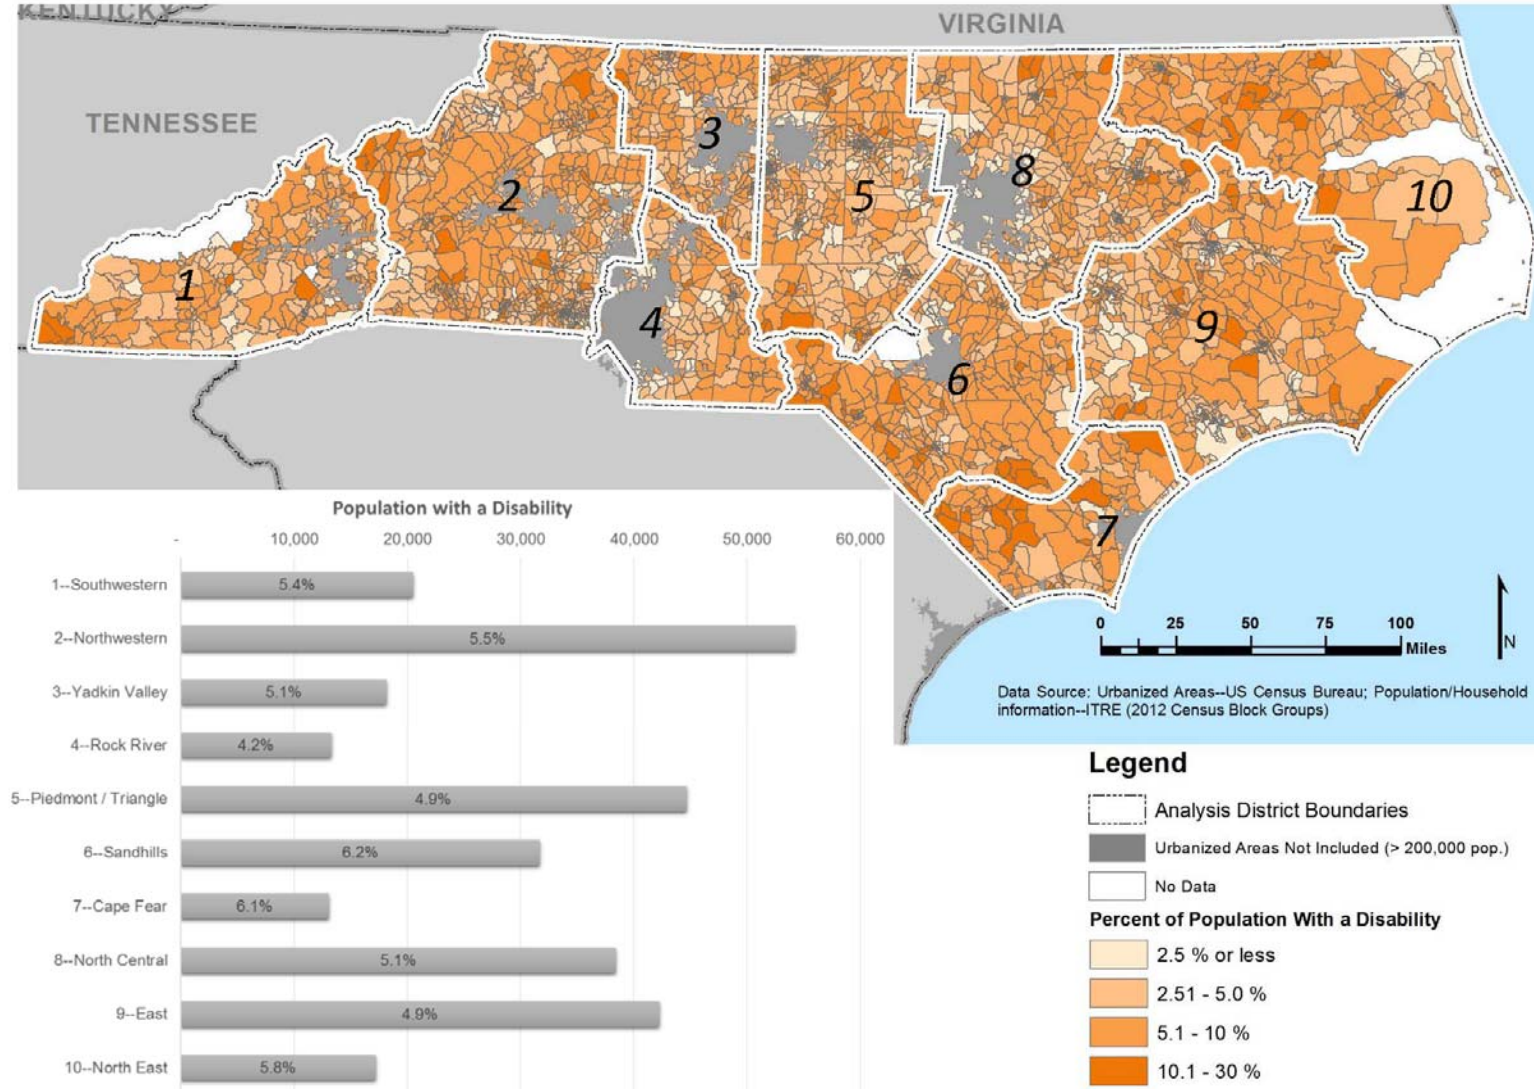 KENTUCKY
VIRGINIA
TENNESSEE
1
2
3
4
5
6
7
8
9
10
0 25 50 75 100
Miles
N
Data Source: Urbanized Areas--US Census Bureau; Population/Household
information--ITRE (2012 Census Block Groups)
Population with a Disability
- 10,000 20,000 30,000 40,000 50,000 60,000
1--Southwestern 5.4%
2--Northwestern 5.5%
3--Yadkin Valley 5.1%
4--Rock River 4.2%
5--Piedmont / Triangle 4.9%
6--Sandhills 6.2%
7--Cape Fear 6.1%
8--North Central 5.1%
9--East 4.9%
10--North East 5.8%
Legend
Analysis District Boundaries
Urbanized Areas Not Included (> 200,000 pop.)
No Data
Percent of Population With a Disability
2.5 % or less
2.51 - 5.0 %
5.1 - 10 %
10.1 - 30 %